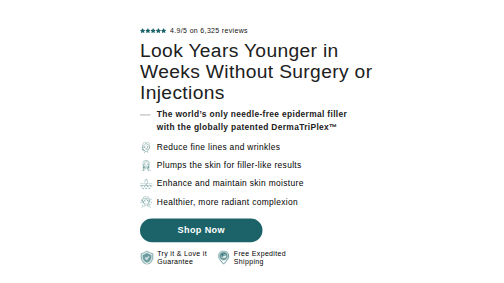 4.9/5 on 6,325 reviews
Look Years Younger in
Weeks Without Surgery or
Injections
The world's only needle-free epidermal filler
with the globally patented DermaTriPlex™
Reduce fine lines and wrinkles
Plumps the skin for filler-like results
Enhance and maintain skin moisture
Healthier, more radiant complexion
Shop Now
Try it & Love it
Guarantee
Free Expedited
Shipping